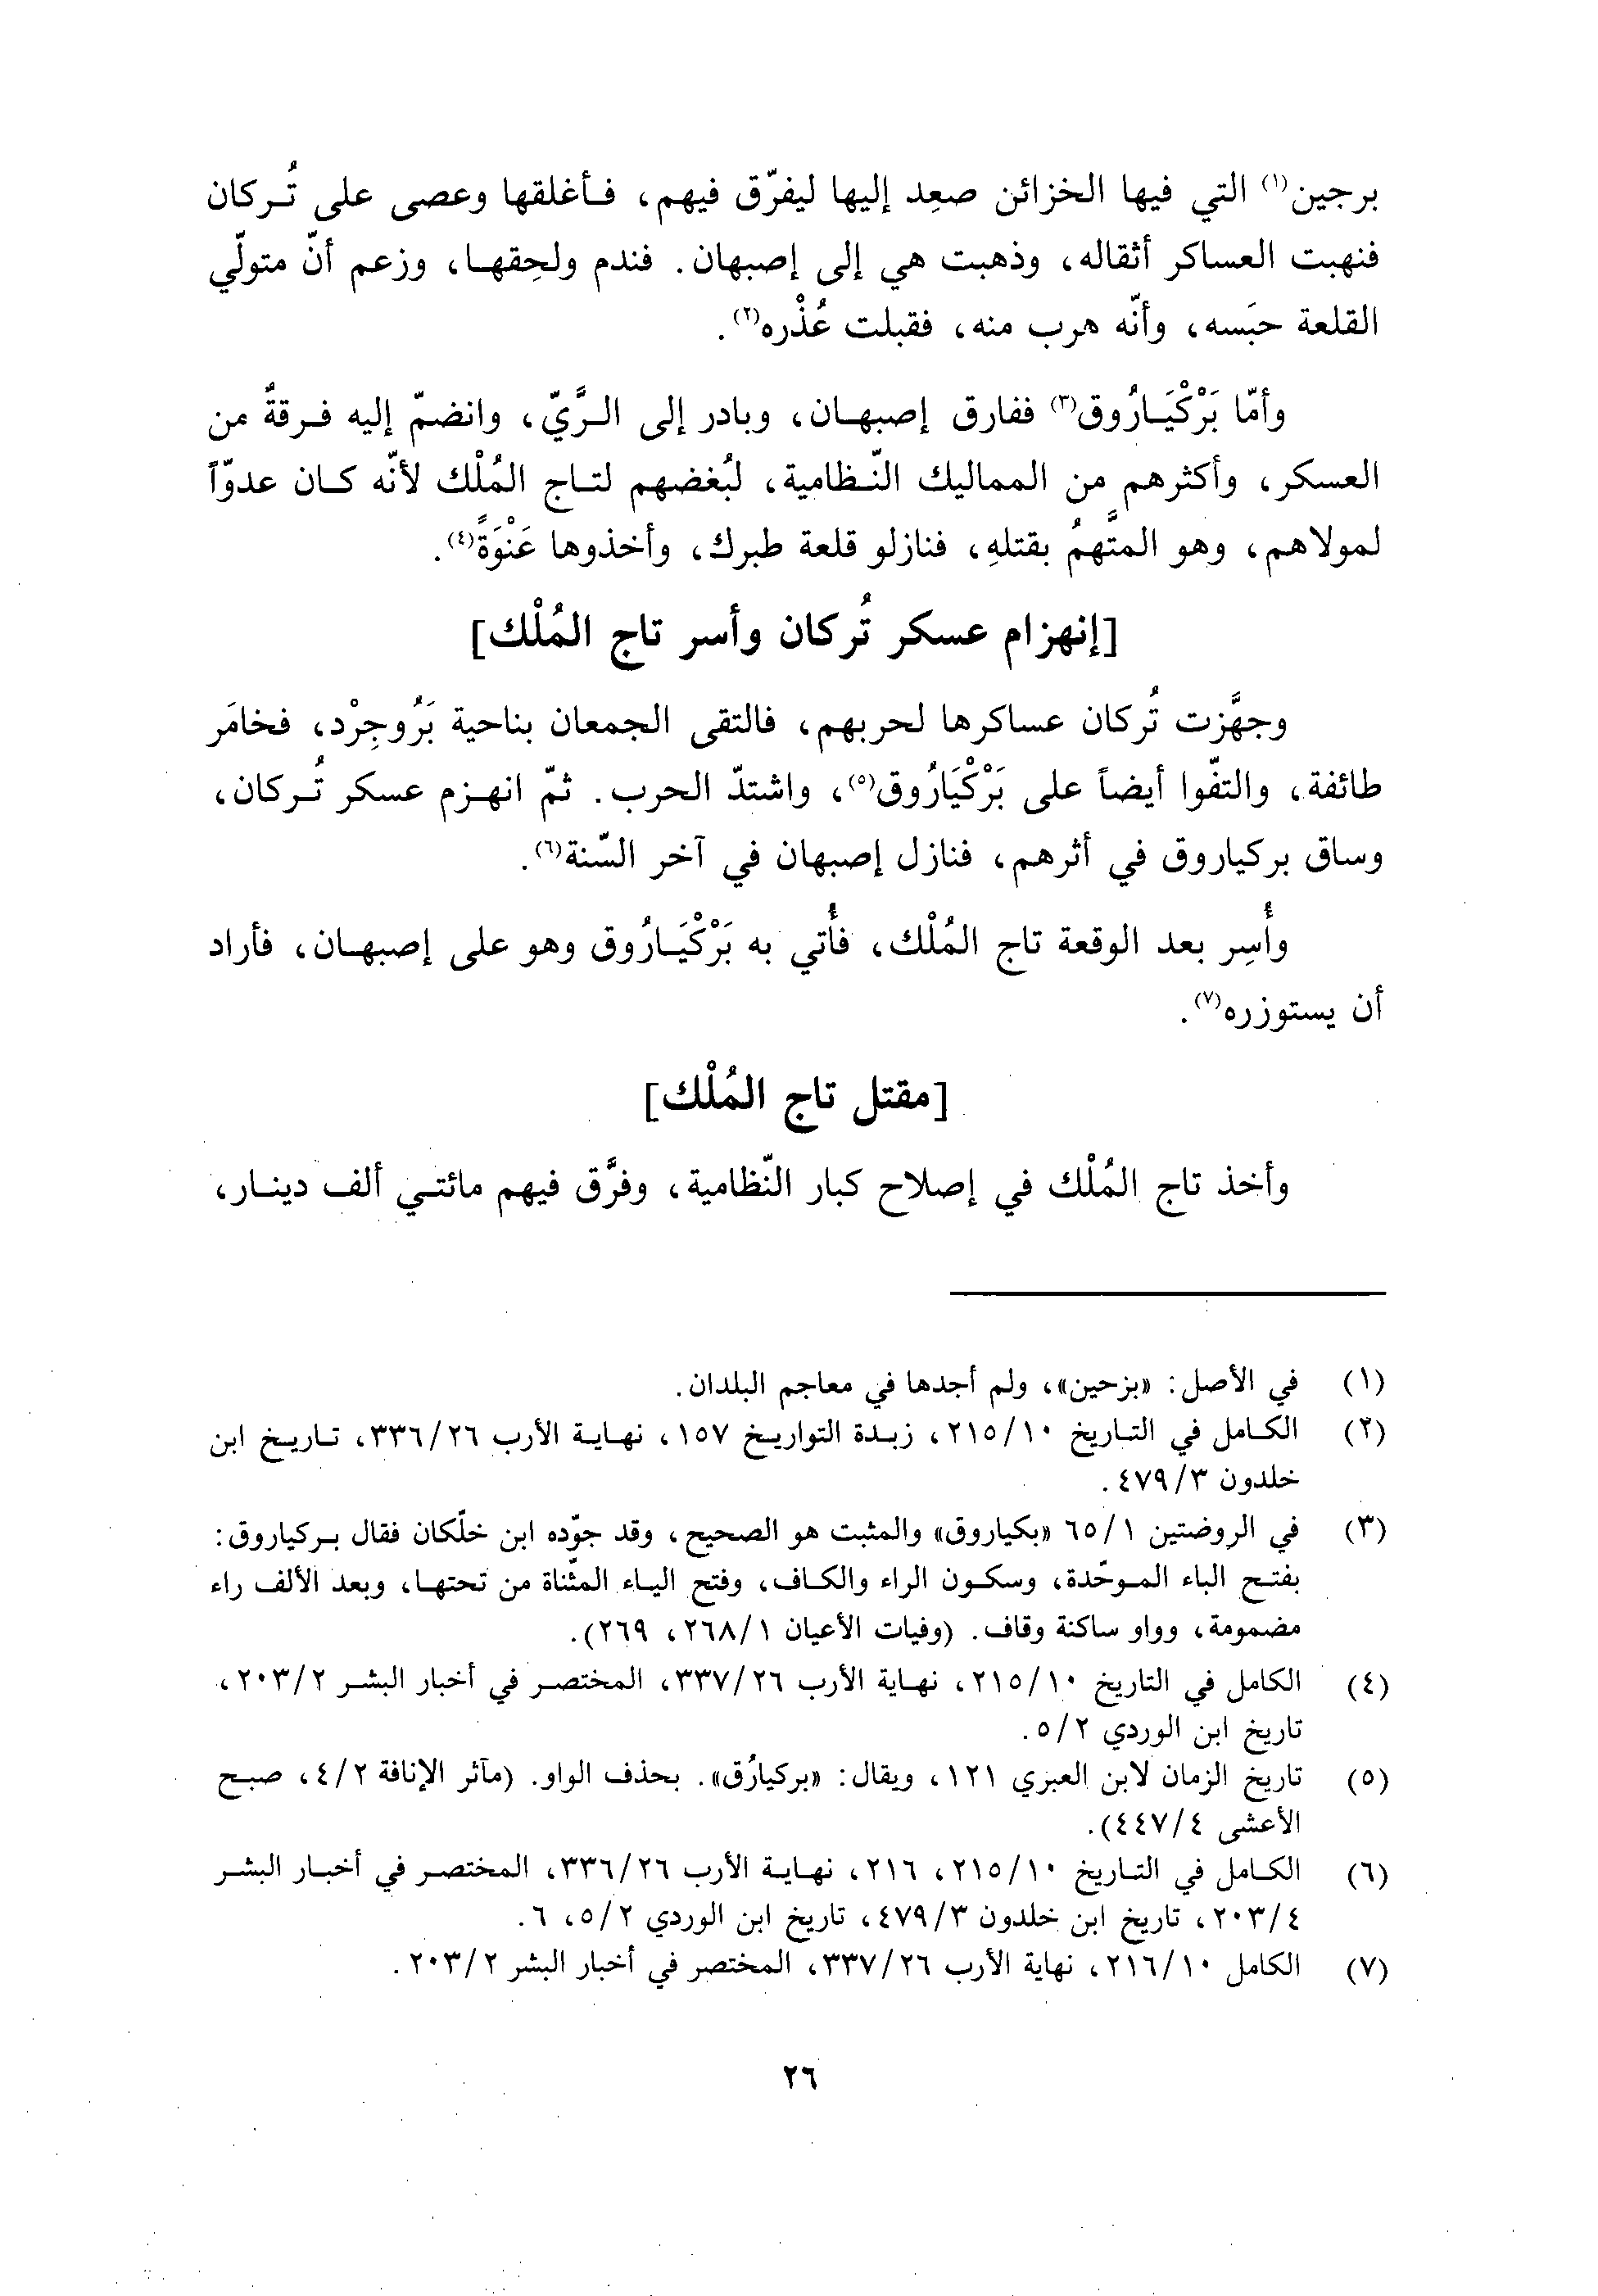 برجين(١) التي فيها الخزائن صعِد إليها ليفرّق فيهم، فأغلقها وعصى على تُركان
فنهبت العساكر أثقاله، وذهبت هي إلى إصبهان. فندم ولحِقها، وزعم أنّ متولّي
القلعة حبَسه، وأنّه هرب منه، فقبلت عُذْره(٢).
وأمّا بَرْكْيَارُوق(٣) ففارق إصبهان، وبادر إلى الرَّيّ، وانضمّ إليه فرقةٌ من
العسكر، وأكثرهم من المماليك النّظامية، لبُغضهم لتاج المُلْك لأنّه كان عدوّاً
لمولاهم، وهو المتَّهمُ بقتلهِ، فنازلو قلعة طبرك، وأخذوها عَنْوَةً(٤).
[إنهزام عسكر تُركان وأسر تاج المُلْك]
وجهَّزت تُركان عساكرها لحربهم، فالتقى الجمعان بناحية بَرُوجِرْد، فخامَر
طائفة، والتفّوا أيضاً على بَرْكْيَارُوق(٥)، واشتدّ الحرب. ثمّ انهزم عسكر تُركان،
وساق بركياروق في أثرهم، فنازل إصبهان في آخر السّنة(٦).
وأُسِر بعد الوقعة تاج المُلْك، فأُتي به بَرْكْيَارُوق وهو على إصبهان، فأراد
أن يستوزره(٧).
[مقتل تاج المُلْك]
وأخذ تاج المُلْك في إصلاح كبار النّظامية، وفرَّق فيهم مائتي ألف دينار،
(١) في الأصل: «بزحين»، ولم أجدها في معاجم البلدان.
(٢) الكامل في التاريخ ٢١٥/١٠، زبدة التواريخ ١٥٧، نهاية الأرب ٣٣٦/٢٦، تاريخ ابن
خلدون ٤٧٩/٣.
(٣) في الروضتين ٦٥/١ «بكياروق» والمثبت هو الصحيح، وقد جوّده ابن خلّكان فقال بركياروق:
بفتح الباء الموحّدة، وسكون الراء والكاف، وفتح الياء المثّناة من تحتها، وبعد الألف راء
مضمومة، وواو ساكنة وقاف. (وفيات الأعيان ٢٦٨/١، ٢٦٩).
(٤) الكامل في التاريخ ٢١٥/١٠، نهاية الأرب ٣٣٧/٢٦، المختصر في أخبار البشر ٢٠٣/٢،
تاريخ ابن الوردي ٥/٢.
(٥) تاريخ الزمان لابن العبري ١٢١، ويقال: «بركيارُق». بحذف الواو. (مآثر الإنافة ٤/٢، صبح
الأعشى ٤٤٧/٤).
(٦) الكامل في التاريخ ٢١٥/١٠، ٢١٦، نهاية الأرب ٣٣٦/٢٦، المختصر في أخبار البشر
٢٠٣/٤، تاريخ ابن خلدون ٤٧٩/٣، تاريخ ابن الوردي ٥/٢، ٦.
(٧) الكامل ٢١٦/١٠، نهاية الأرب ٣٣٧/٢٦، المختصر في أخبار البشر ٢٠٣/٢.
٢٦